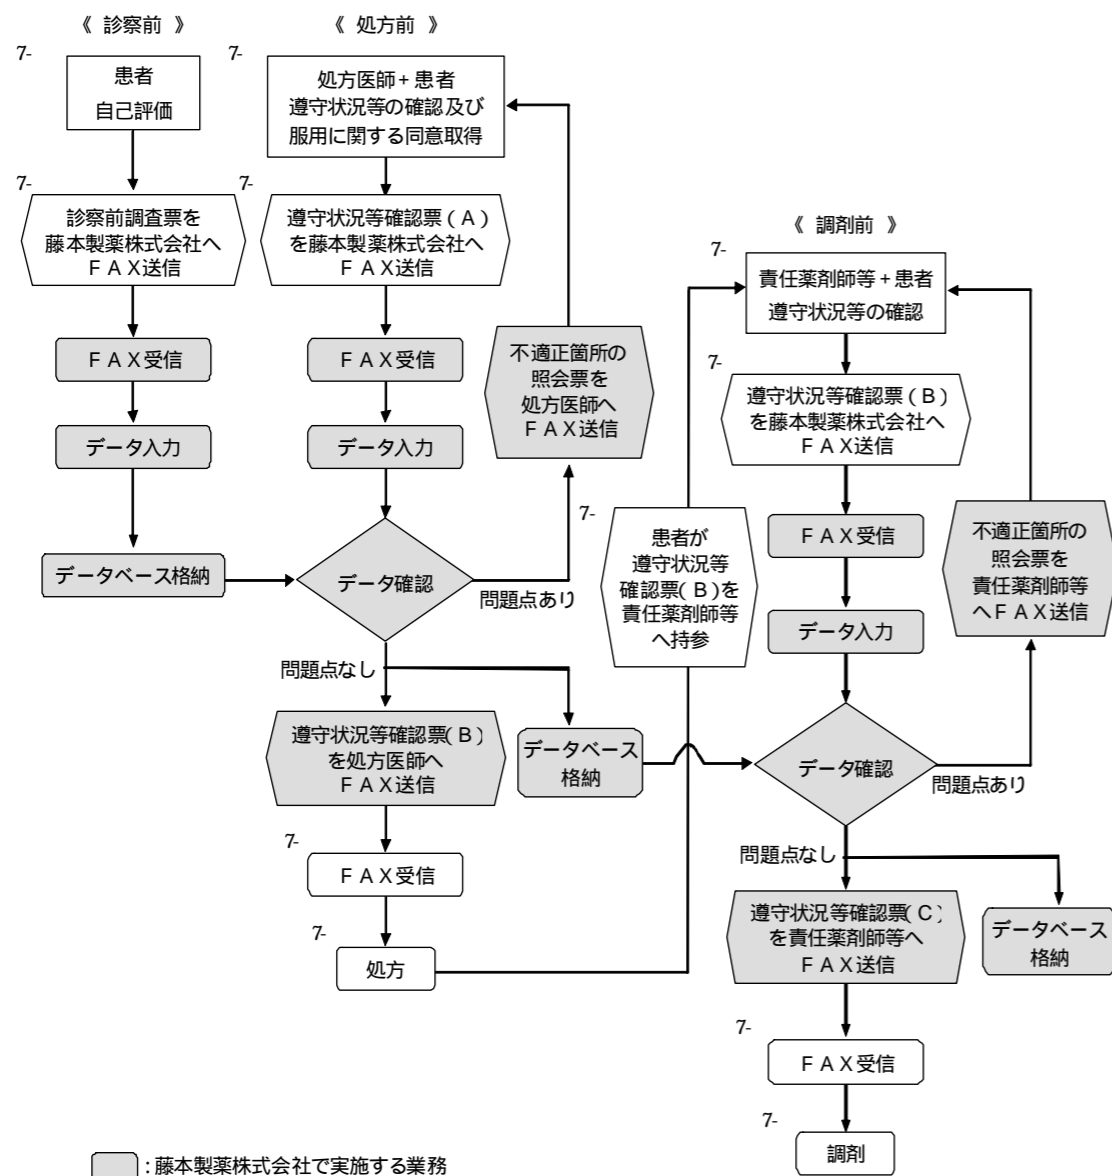 《 診察前 》
7-
患者
自己評価
7-
診察前調査票を
藤本製薬株式会社へ
ＦＡＸ送信
ＦＡＸ受信
データ入力
データベース格納
《 処方前 》
7-
処方医師+患者
遵守状況等の確認及び
服用に関する同意取得
7-
遵守状況等確認票(A)
を藤本製薬株式会社へ
ＦＡＸ送信
ＦＡＸ受信
データ入力
データ確認
問題点あり
不適正箇所の
照会票を
処方医師へ
ＦＡＸ送信
問題点なし
遵守状況等確認票(B)
を処方医師へ
ＦＡＸ送信
データベース
格納
7-
ＦＡＸ受信
7-
処方
7-
患者が
遵守状況等
確認票(B)を
責任薬剤師等
へ持参
《 調剤前 》
7-
責任薬剤師等+患者
遵守状況等の確認
7-
遵守状況等確認票(B)
を藤本製薬株式会社へ
ＦＡＸ送信
ＦＡＸ受信
データ入力
データ確認
問題点あり
不適正箇所の
照会票を
責任薬剤師等
へＦＡＸ送信
問題点なし
遵守状況等確認票(C)
を責任薬剤師等へ
ＦＡＸ送信
データベース
格納
7-
ＦＡＸ受信
7-
調剤
:藤本製薬株式会社で実施する業務